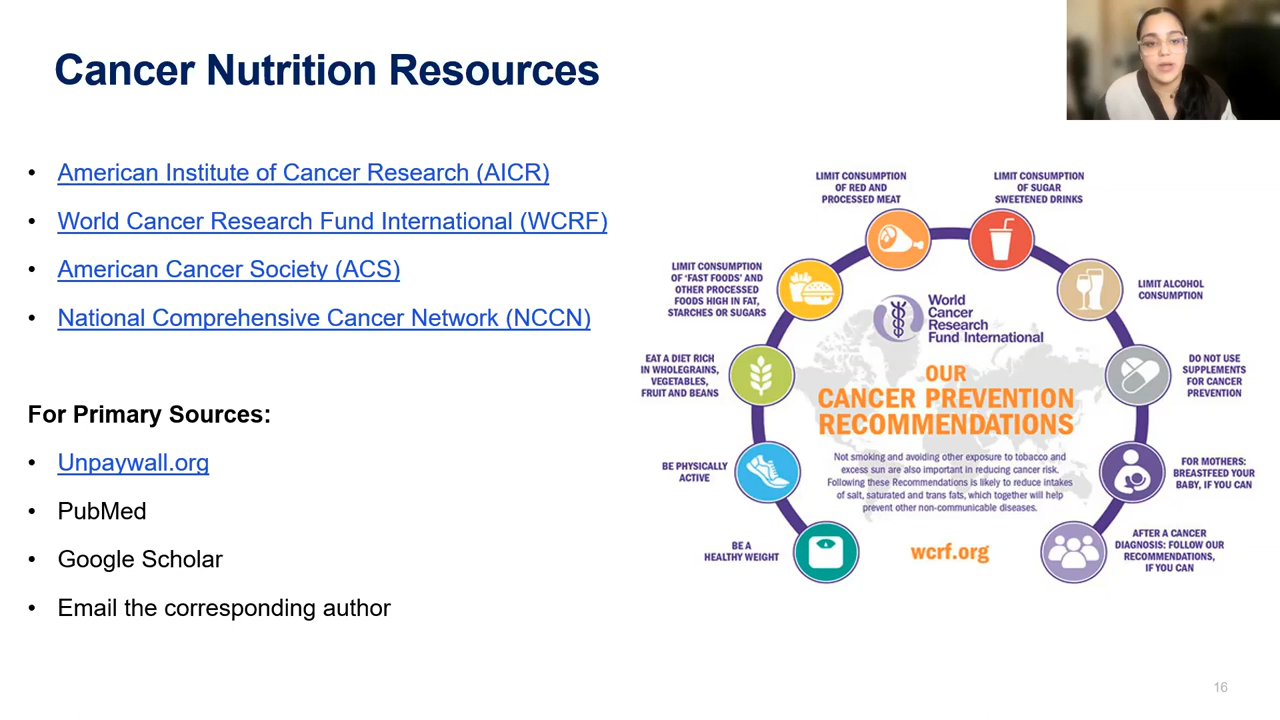 Cancer Nutrition Resources
• American Institute of Cancer Research (AICR)
• World Cancer Research Fund International (WCRF)
• American Cancer Society (ACS)
• National Comprehensive Cancer Network (NCCN)
For Primary Sources:
• Unpaywall.org
• PubMed
• Google Scholar
• Email the corresponding author
LIMIT CONSUMPTION
OF RED AND
PROCESSED MEAT
LIMIT CONSUMPTION
OF SUGAR
SWEETENED DRINKS
LIMIT CONSUMPTION
OF 'FAST FOODS' AND
OTHER PROCESSED
FOODS HIGH IN FAT,
STARCHES OR SUGARS
LIMIT ALCOHOL
CONSUMPTION
EAT A DIET RICH
IN WHOLEGRAINS,
VEGETABLES,
FRUIT AND BEANS
DO NOT USE
SUPPLEMENTS
FOR CANCER
PREVENTION
BE PHYSICALLY
ACTIVE
FOR MOTHERS:
BREASTFEED YOUR
BABY, IF YOU CAN
BE A
HEALTHY WEIGHT
AFTER A CANCER
DIAGNOSIS: FOLLOW OUR
RECOMMENDATIONS,
IF YOU CAN
World
Cancer
Research
Fund International
OUR
CANCER PREVENTION
RECOMMENDATIONS
Not smoking and avoiding other exposure to tobacco and
excess sun are also important in reducing cancer risk.
Following these Recommendations is likely to reduce intakes
of salt, saturated and trans fats, which together will help
prevent other non-communicable diseases.
wcrf.org
16